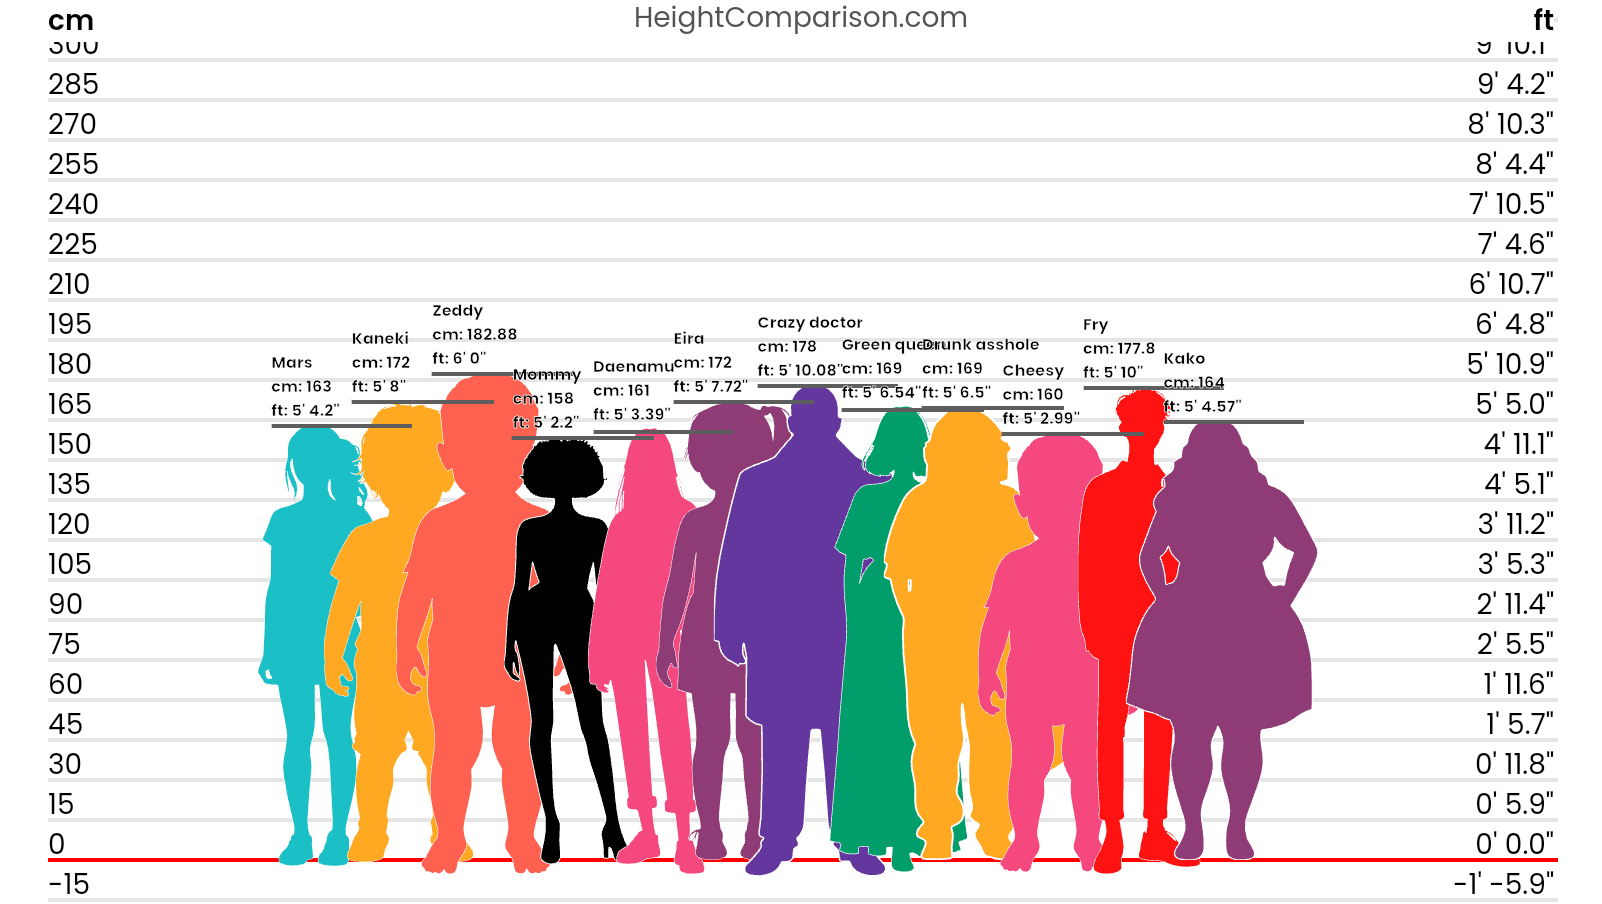 cm
HeightComparison.com
ft
300
9' 10.1"
285
9' 4.2"
270
8' 10.3"
255
8' 4.4"
240
7' 10.5"
225
7' 4.6"
210
6' 10.7"
195
6' 4.8"
180
5' 10.9"
165
5' 5.0"
150
4' 11.1"
135
4' 5.1"
120
3' 11.2"
105
3' 5.3"
90
2' 11.4"
75
2' 5.5"
60
1' 11.6"
45
1' 5.7"
30
0' 11.8"
15
0' 5.9"
0
0' 0.0"
-15
-1' -5.9"
Mars
cm: 163
ft: 5' 4.2"
Kaneki
cm: 172
ft: 5' 8"
Zeddy
cm: 182.88
ft: 6' 0"
Mommy
cm: 158
ft: 5' 2.2"
Daenamu
cm: 161
ft: 5' 3.39"
Eira
cm: 172
ft: 5' 7.72"
Crazy doctor
cm: 178
ft: 5' 10.08"
Green queen
cm: 169
ft: 5' 6.54"
Drunk asshole
cm: 169
ft: 5' 6.5"
Cheesy
cm: 160
ft: 5' 2.99"
Fry
cm: 177.8
ft: 5' 10"
Kako
cm: 164
ft: 5' 4.57"